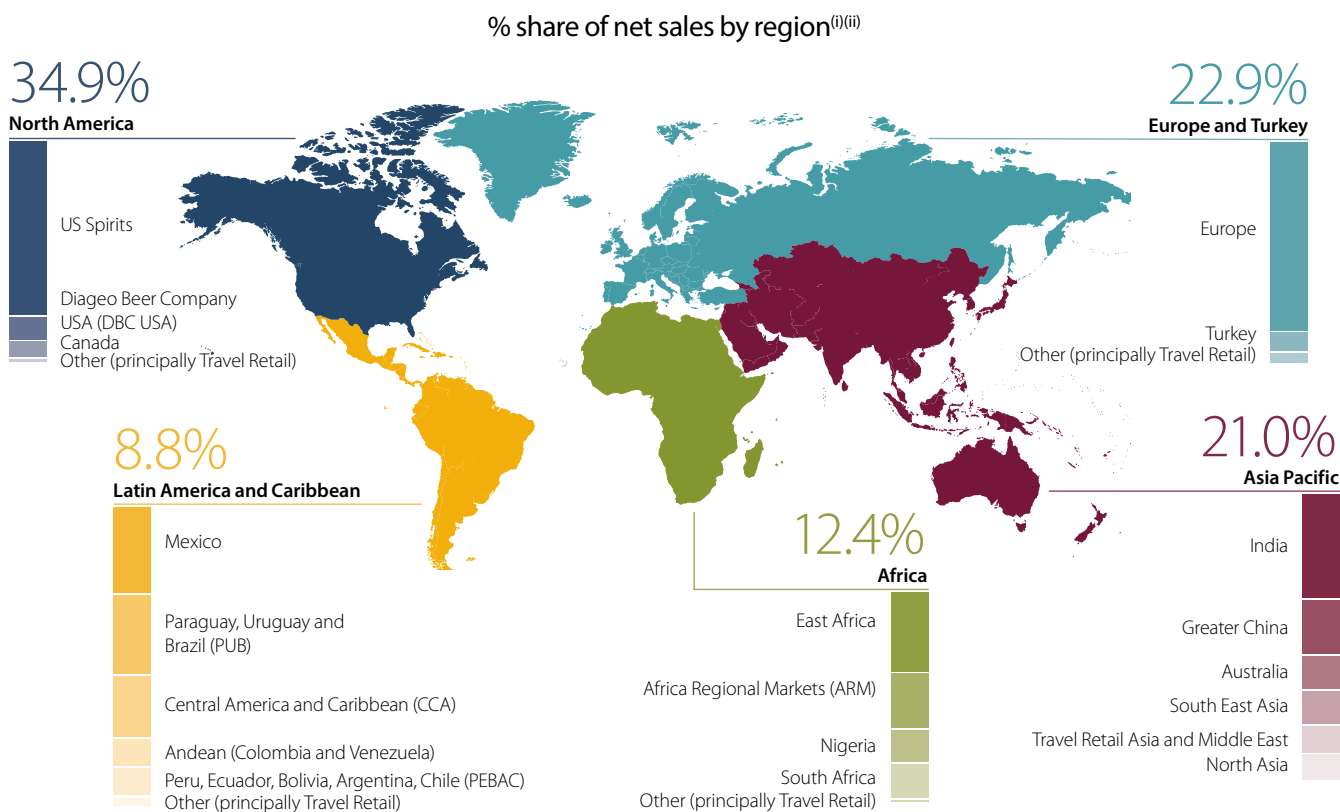 % share of net sales by region(i)(ii)
34.9%
North America
US Spirits
Diageo Beer Company
USA (DBC USA)
Canada
Other (principally Travel Retail)
22.9%
Europe and Turkey
Europe
Turkey
Other (principally Travel Retail)
8.8%
Latin America and Caribbean
Mexico
Paraguay, Uruguay and
Brazil (PUB)
Central America and Caribbean (CCA)
Andean (Colombia and Venezuela)
Peru, Ecuador, Bolivia, Argentina, Chile (PEBAC)
Other (principally Travel Retail)
12.4%
Africa
East Africa
Africa Regional Markets (ARM)
Nigeria
South Africa
Other (principally Travel Retail)
21.0%
Asia Pacific
India
Greater China
Australia
South East Asia
Travel Retail Asia and Middle East
North Asia